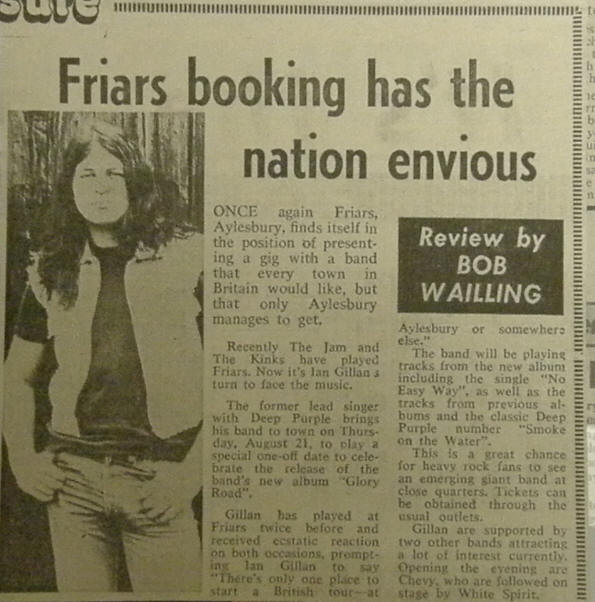 sure
Friars booking has the
nation envious
ONCE again Friars,
Aylesbury, finds itself in
the position of present-
ing a gig with a band
that every town in
Britain would like, but
that only Aylesbury
manages to get.
Recently The Jam and
The Kinks have played
Friars. Now it's Ian Gillan s
turn to face the music.
The former lead singer
with Deep Purple brings
his band to town on Thurs-
day, August 21, to play a
special one-off date to cele-
brate the release of the
band's new album "Glory
Road".
Gillan has played at
Friars twice before and
received ecstatic reaction
on both occasions, prompt-
ing Ian Gillan to say
"There's only one place to
start a British tour—at
Review by
BOB
WAILLING
Aylesbury or somewhere
else."
The band will be playing
tracks from the new album
including the single "No
Easy Way", as well as the
tracks from previous al-
bums and the classic Deep
Purple number "Smoke
on the Water".
This is a great chance
for heavy rock fans to see
an emerging giant band at
close quarters. Tickets can
be obtained through the
usual outlets.
Gillan are supported by
two other bands attracting
a lot of interest currently.
Opening the evening are
Chevy, who are followed on
stage by White Spirit.